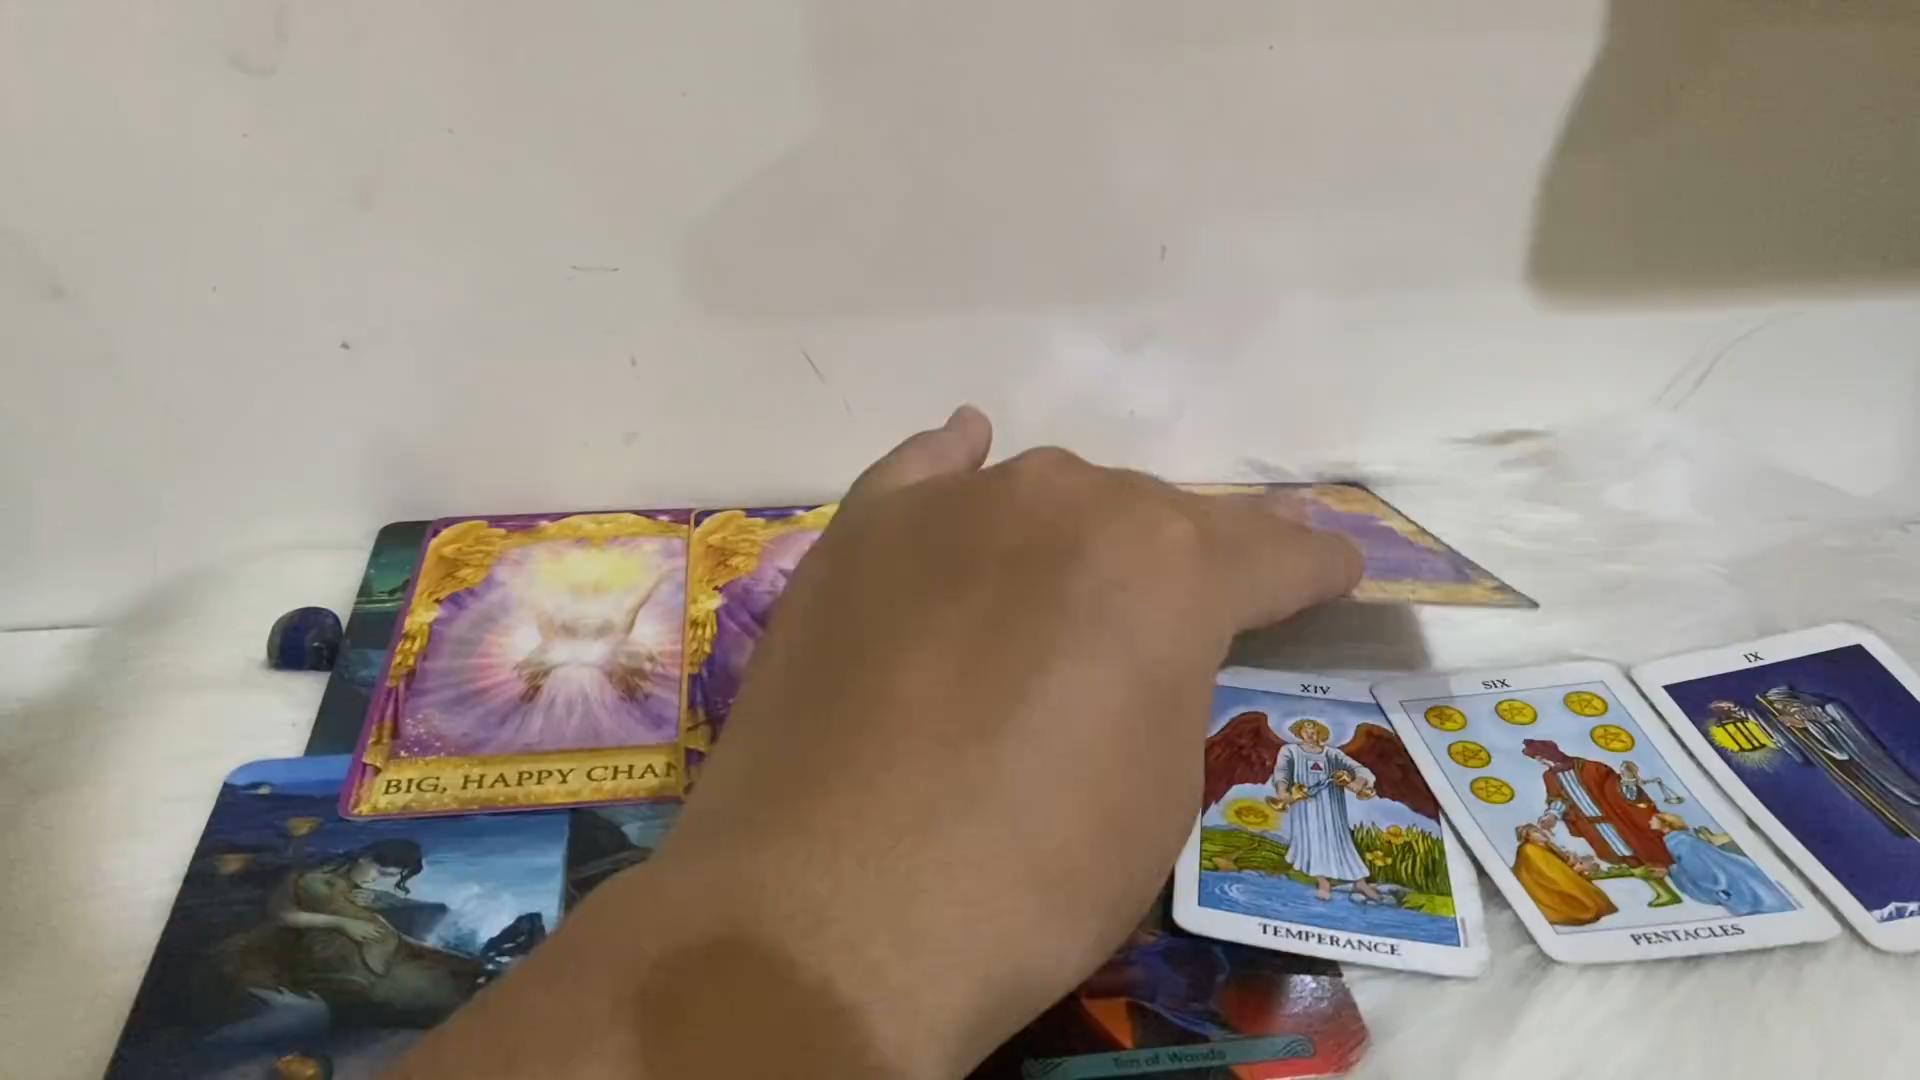 BIG, HAPPY CHAN
XIV
TEMPERANCE
SIX
PENTACLES
IX
Ten of Wands